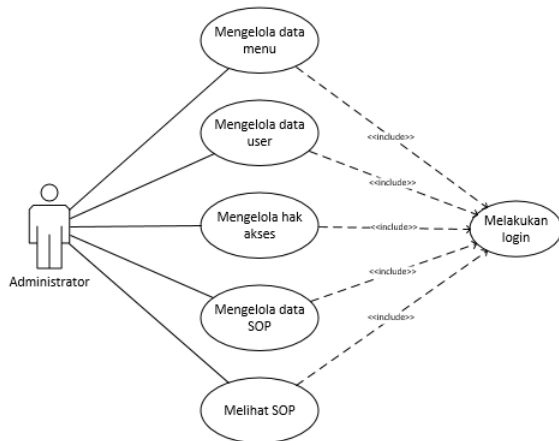 Mengelola data
menu
<<include>>
Mengelola data
user
<<include>>
Mengelola hak
akses
<<include>>
Melakukan
login
Administrator
<<include>>
Mengelola data
SOP
<<include>>
Melihat SOP